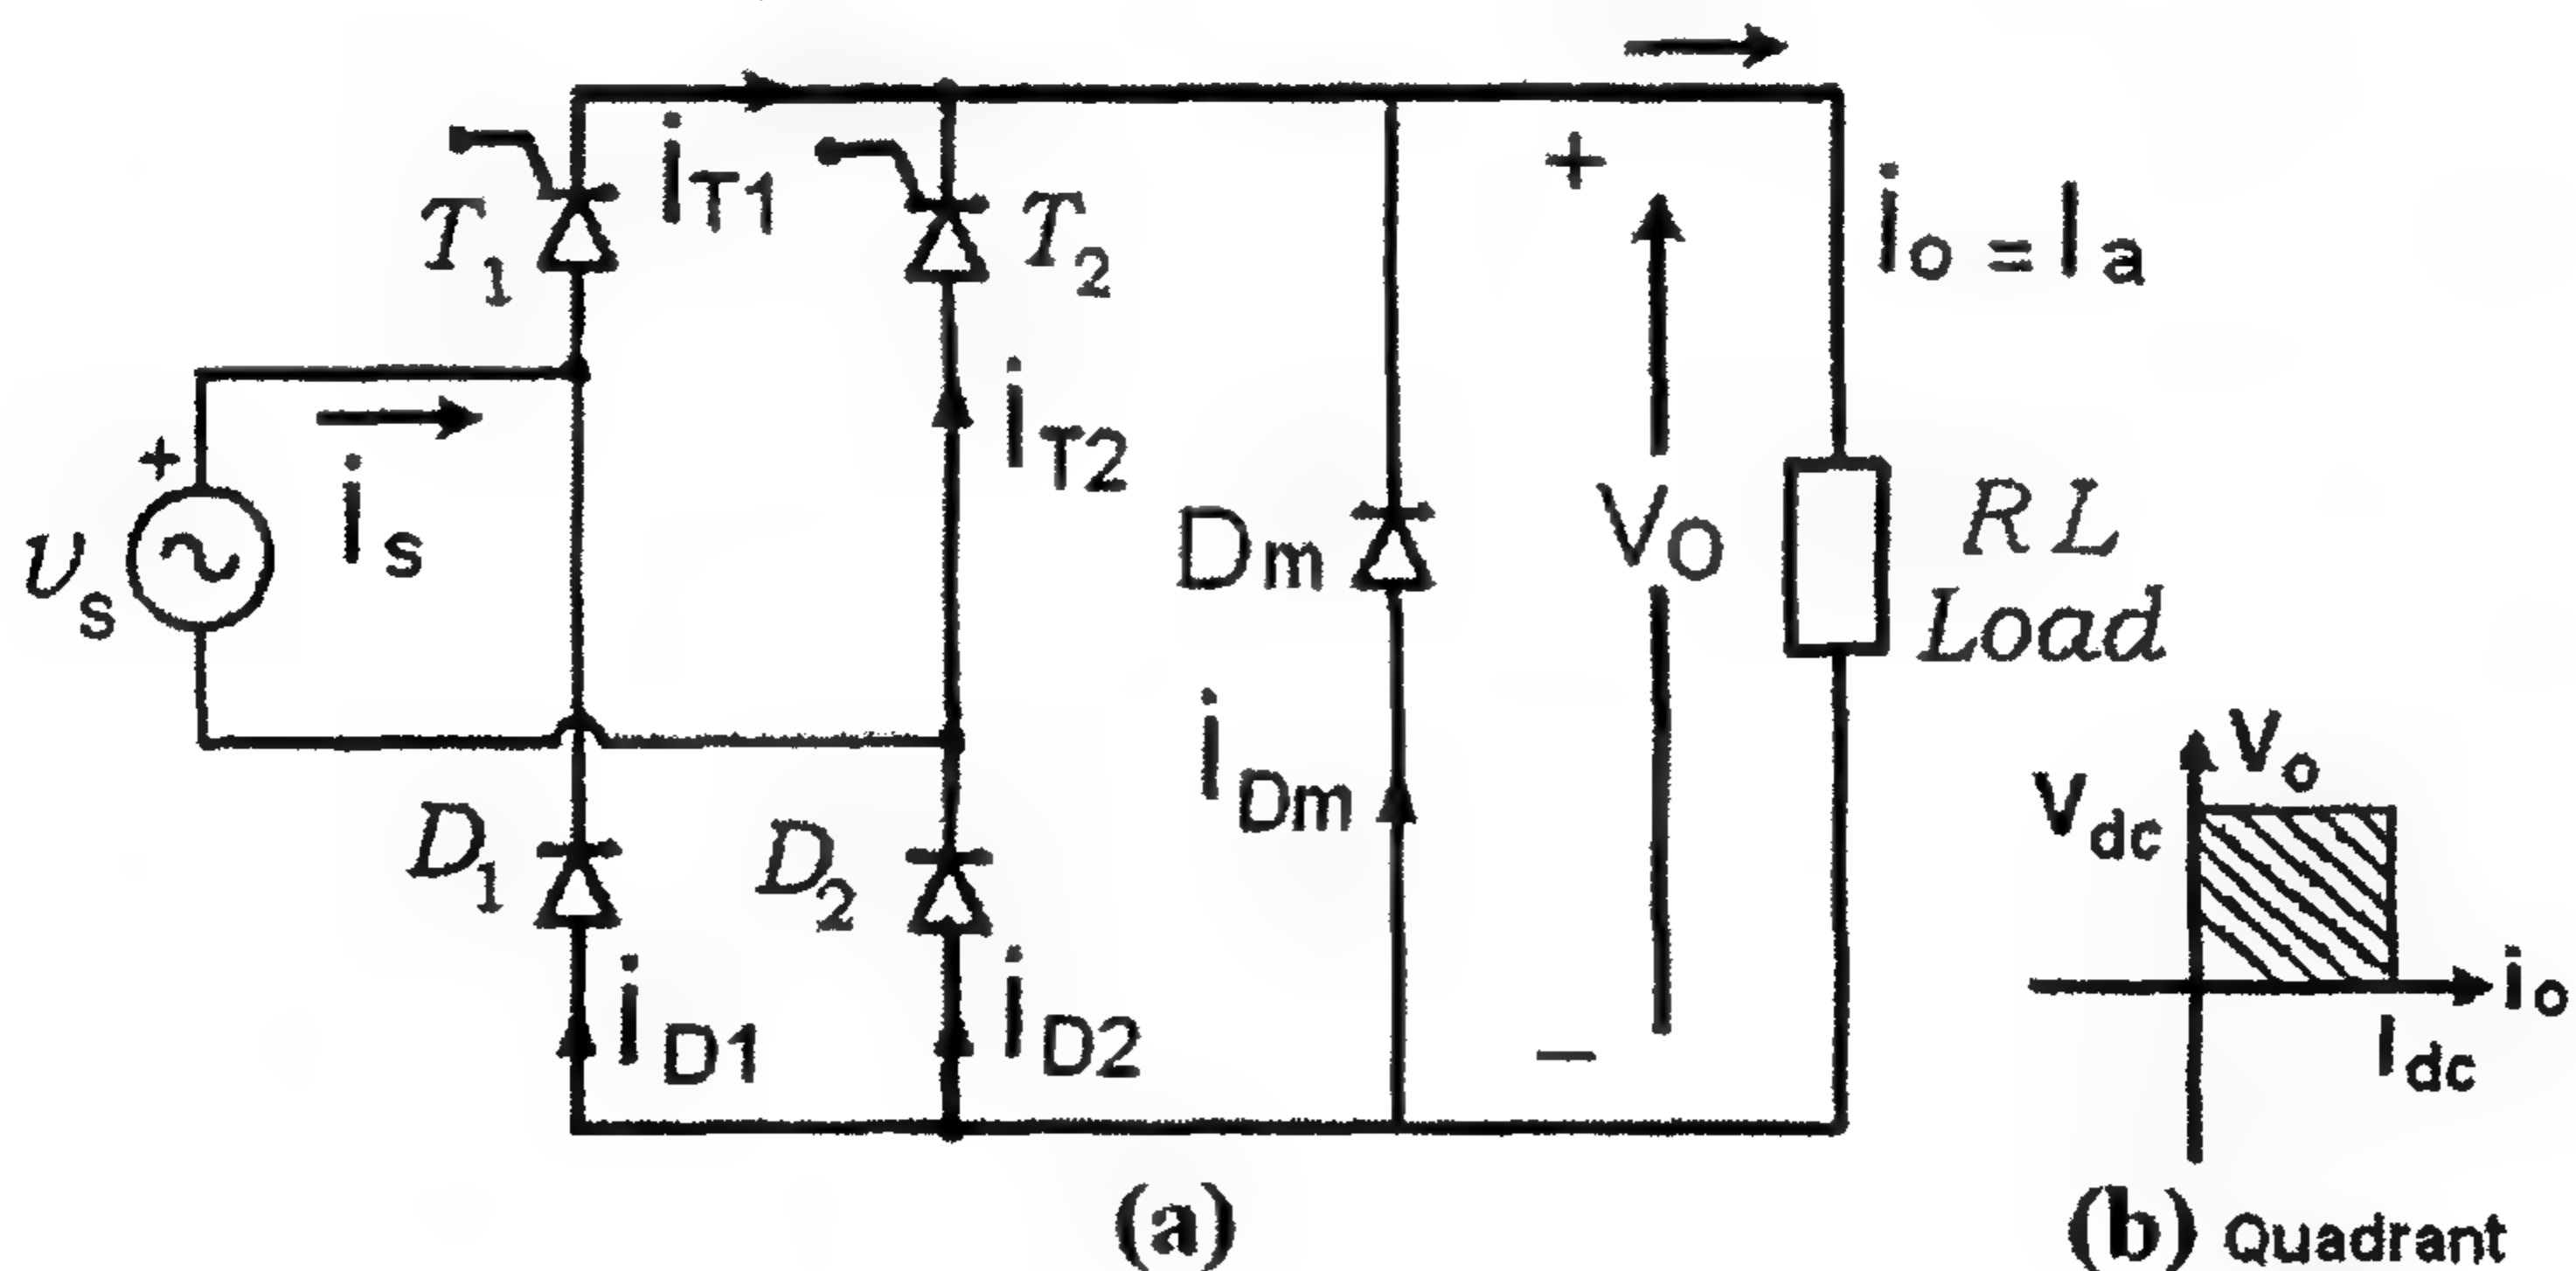 T1
iT1
T2
+
io = Ia
iT2
+
υs
is
Dm
VO
RL
Load
iDm
D1
D2
iD1
iD2
−
Vo
Vdc
io
Idc
(a)
(b) Quadrant